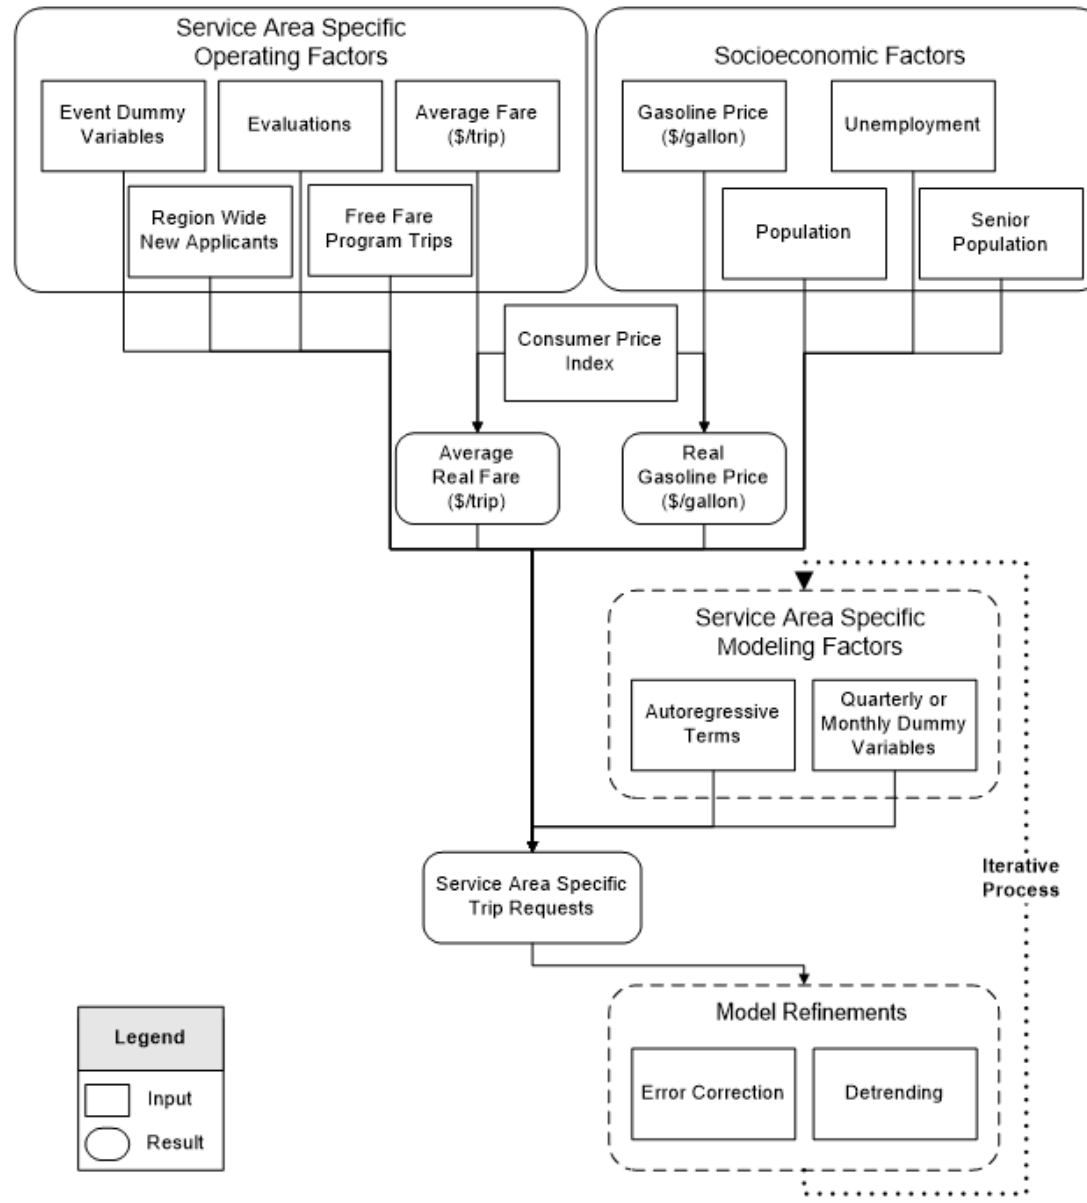 Service Area Specific
Operating Factors
Event Dummy
Variables
Evaluations
Average Fare
($/trip)
Region Wide
New Applicants
Free Fare
Program Trips
Socioeconomic Factors
Gasoline Price
($/gallon)
Unemployment
Population
Senior
Population
Consumer Price
Index
Average
Real Fare
($/trip)
Real
Gasoline Price
($/gallon)
Service Area Specific
Modeling Factors
Autoregressive
Terms
Quarterly or
Monthly Dummy
Variables
Iterative
Process
Service Area Specific
Trip Requests
Model Refinements
Error Correction
Detrending
Legend
Input
Result